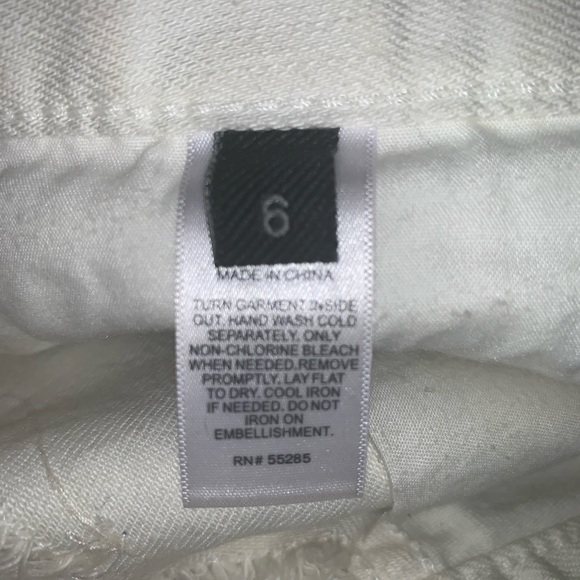 6
MADE IN CHINA
TURN GARMENT INSIDE
OUT. HAND WASH COLD
SEPARATELY. ONLY
NON-CHLORINE BLEACH
WHEN NEEDED.REMOVE
PROMPTLY. LAY FLAT
TO DRY. COOL IRON
IF NEEDED. DO NOT
IRON ON
EMBELLISHMENT.
RN# 55285